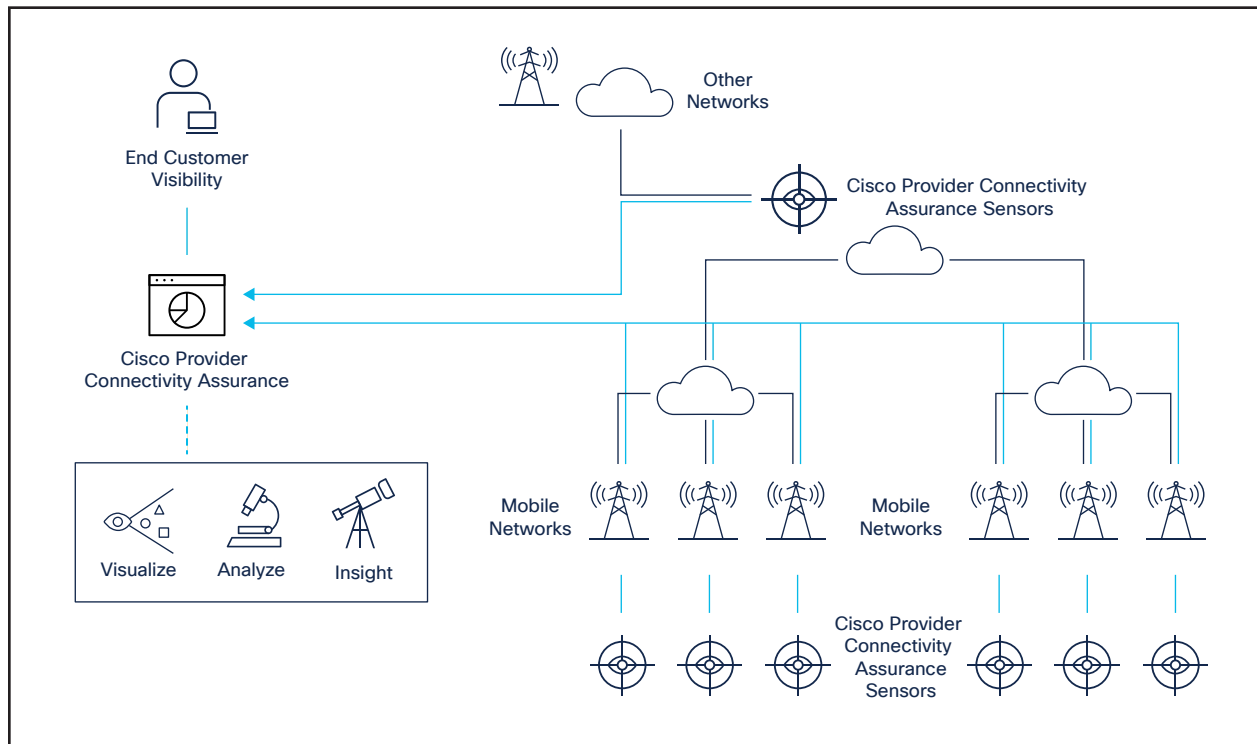 Other
Networks
End Customer
Visibility
Cisco Provider Connectivity
Assurance Sensors
Cisco Provider
Connectivity Assurance
Mobile
Networks
Mobile
Networks
Visualize
Analyze
Insight
Cisco Provider
Connectivity
Assurance
Sensors